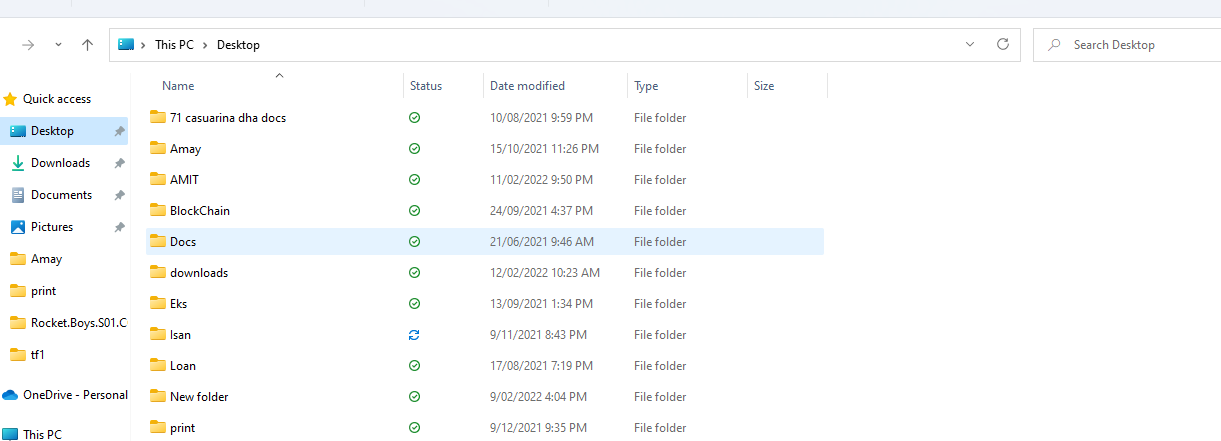 This PC > Desktop
Search Desktop
Name Status Date modified Type Size
Quick access
Desktop
Downloads
Documents
Pictures
Amay
print
Rocket.Boys.S01.C
tf1
OneDrive - Personal
This PC
71 casuarina dha docs 10/08/2021 9:59 PM File folder
Amay 15/10/2021 11:26 PM File folder
AMIT 11/02/2022 9:50 PM File folder
BlockChain 24/09/2021 4:37 PM File folder
Docs 21/06/2021 9:46 AM File folder
downloads 12/02/2022 10:23 AM File folder
Eks 13/09/2021 1:34 PM File folder
Isan 9/11/2021 8:43 PM File folder
Loan 17/08/2021 7:19 PM File folder
New folder 9/02/2022 4:04 PM File folder
print 9/12/2021 9:35 PM File folder